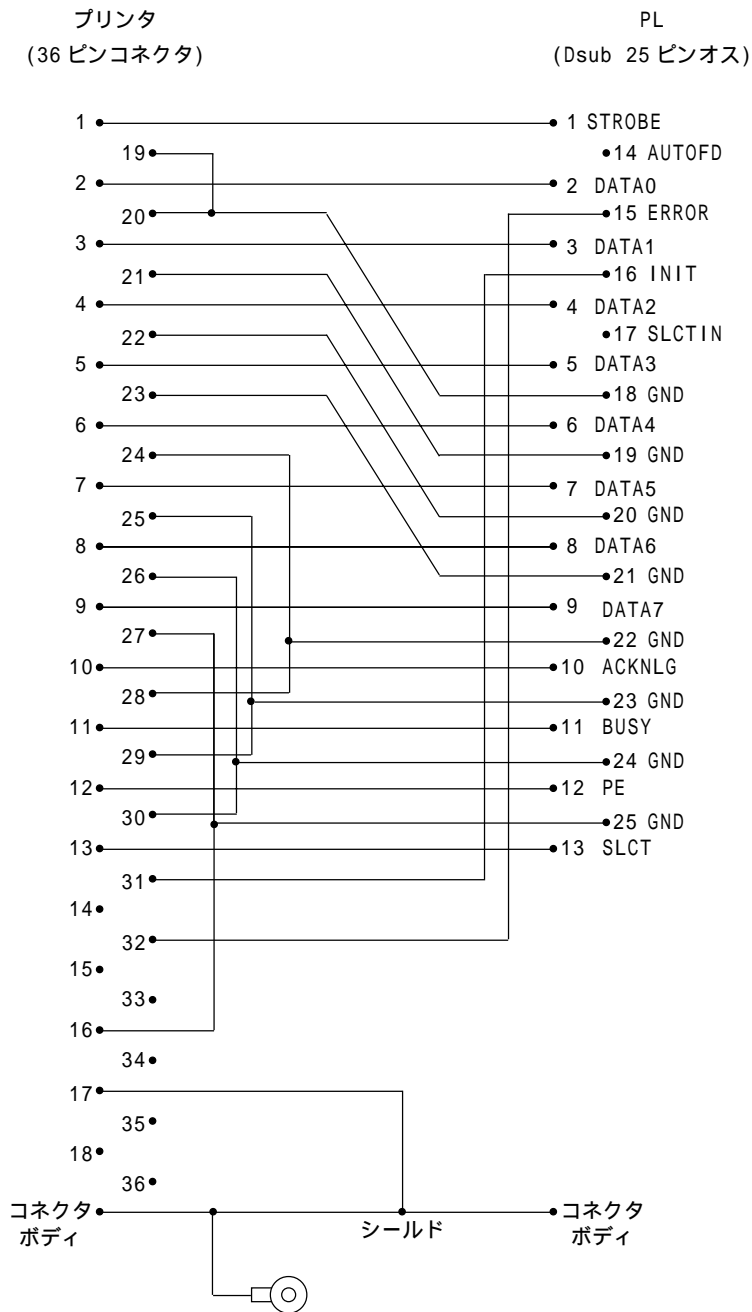 プリンタ PL
(36 ピンコネクタ) (Dsub 25 ピンオス)
1 1 STROBE
19 14 AUTOFD
2 2 DATA0
20 15 ERROR
3 3 DATA1
21 16 INIT
4 4 DATA2
22 17 SLCTIN
5 5 DATA3
23 18 GND
6 6 DATA4
24 19 GND
7 7 DATA5
25 20 GND
8 8 DATA6
26 21 GND
9 9 DATA7
27 22 GND
10 10 ACKNLG
28 23 GND
11 11 BUSY
29 24 GND
12 12 PE
30 25 GND
13 13 SLCT
31
14
32
15
33
16
34
17
35
18
36
コネクタ シールド コネクタ
ボディ ボディ